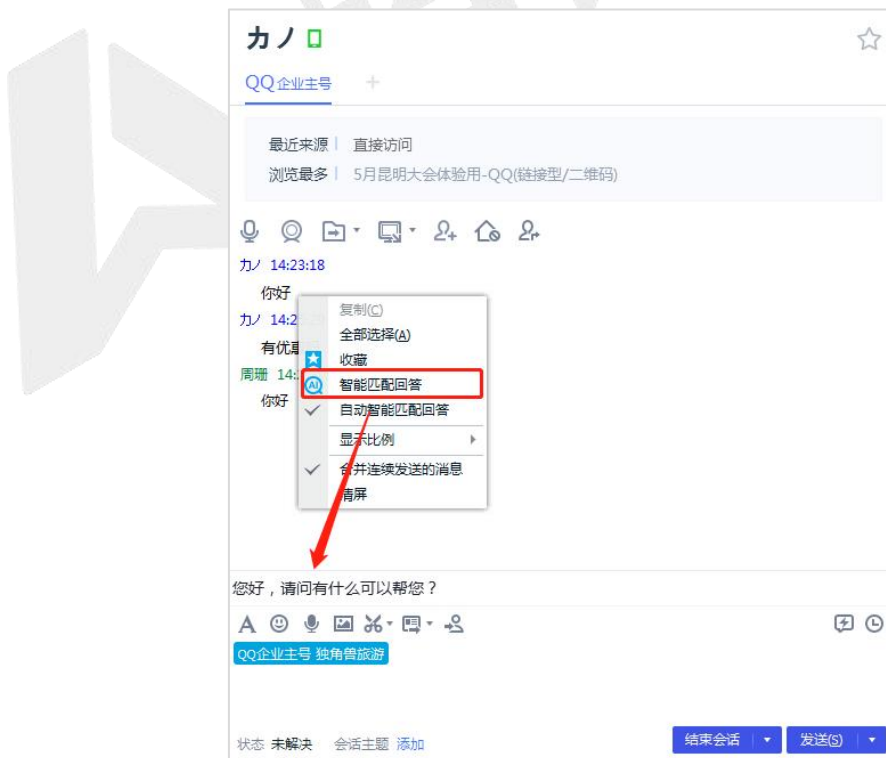 カノ
QQ企业主号
最近来源 直接访问
浏览最多 5月昆明大会体验用-QQ(链接型/二维码)
カノ 14:23:18
你好
カノ 14:2
有优
周珊 14:
你好
复制(C)
全部选择(A)
收藏
AI 智能匹配回答
自动智能匹配回答
显示比例
合并连续发送的消息
清屏
您好，请问有什么可以帮您？
QQ企业主号 独角兽旅游
状态 未解决 会话主题 添加 结束会话 发送(S)